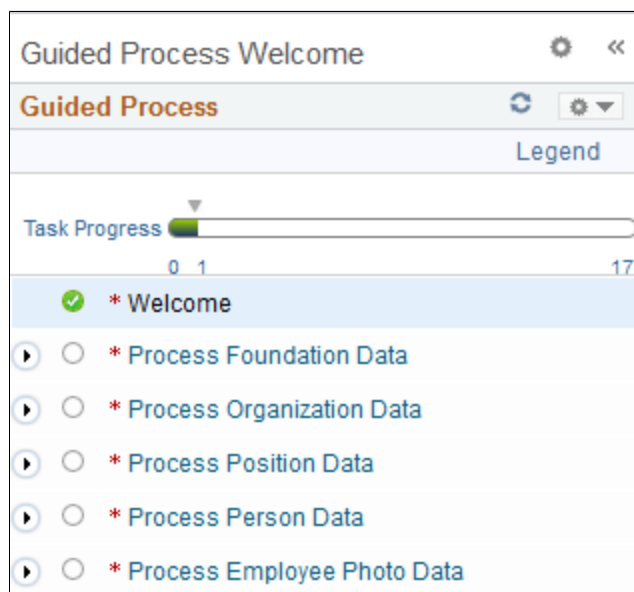 Guided Process Welcome
Guided Process
Legend
Task Progress
0 1 17
* Welcome
* Process Foundation Data
* Process Organization Data
* Process Position Data
* Process Person Data
* Process Employee Photo Data